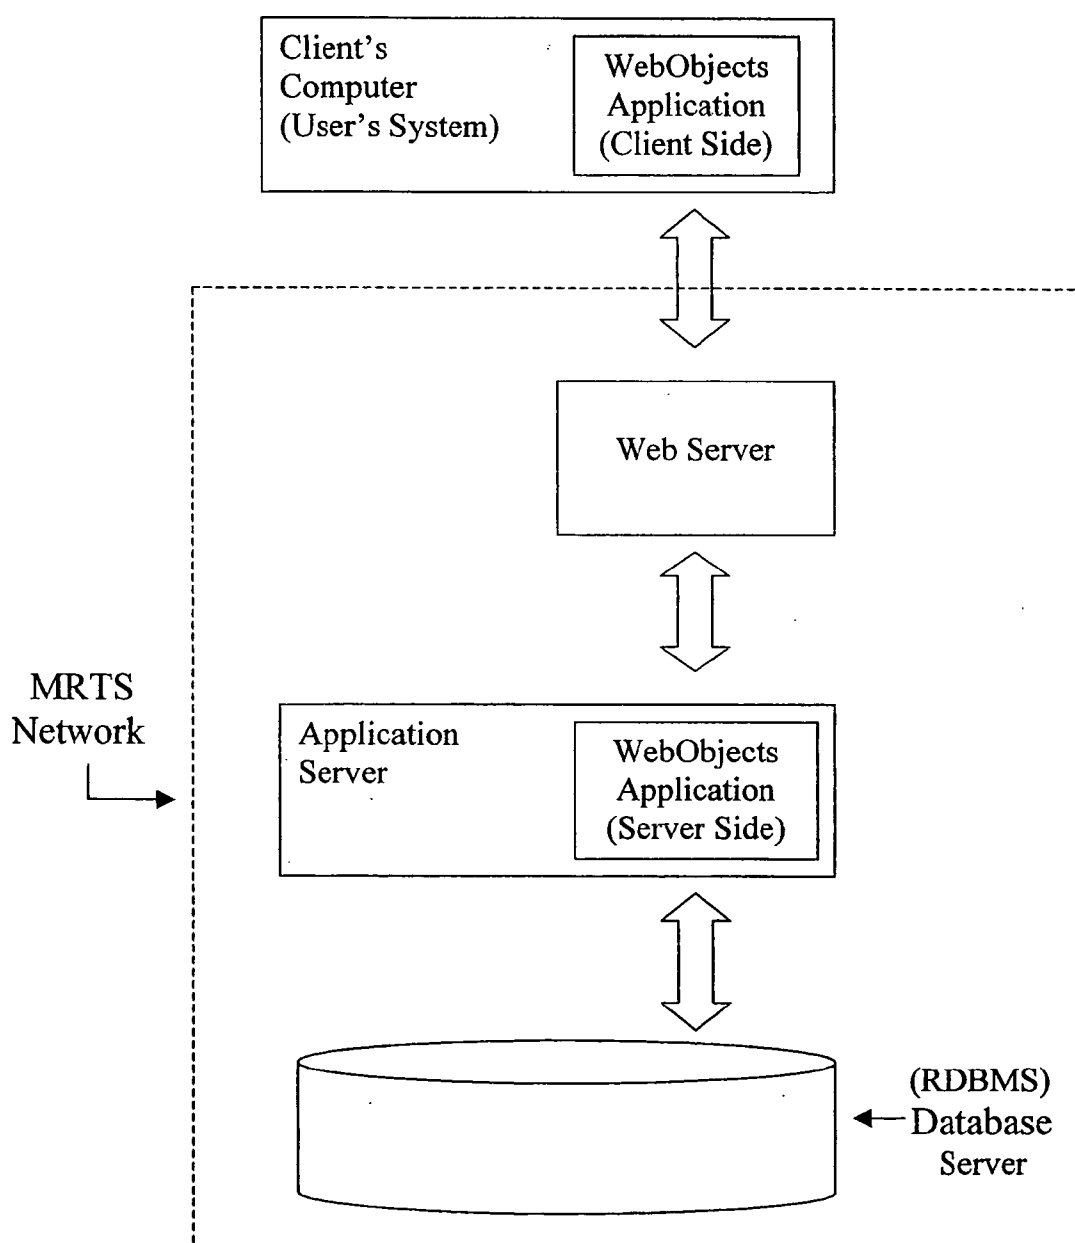 Client's
Computer
(User's System)
WebObjects
Application
(Client Side)
Web Server
MRTS
Network
Application
Server
WebObjects
Application
(Server Side)
(RDBMS)
Database
Server